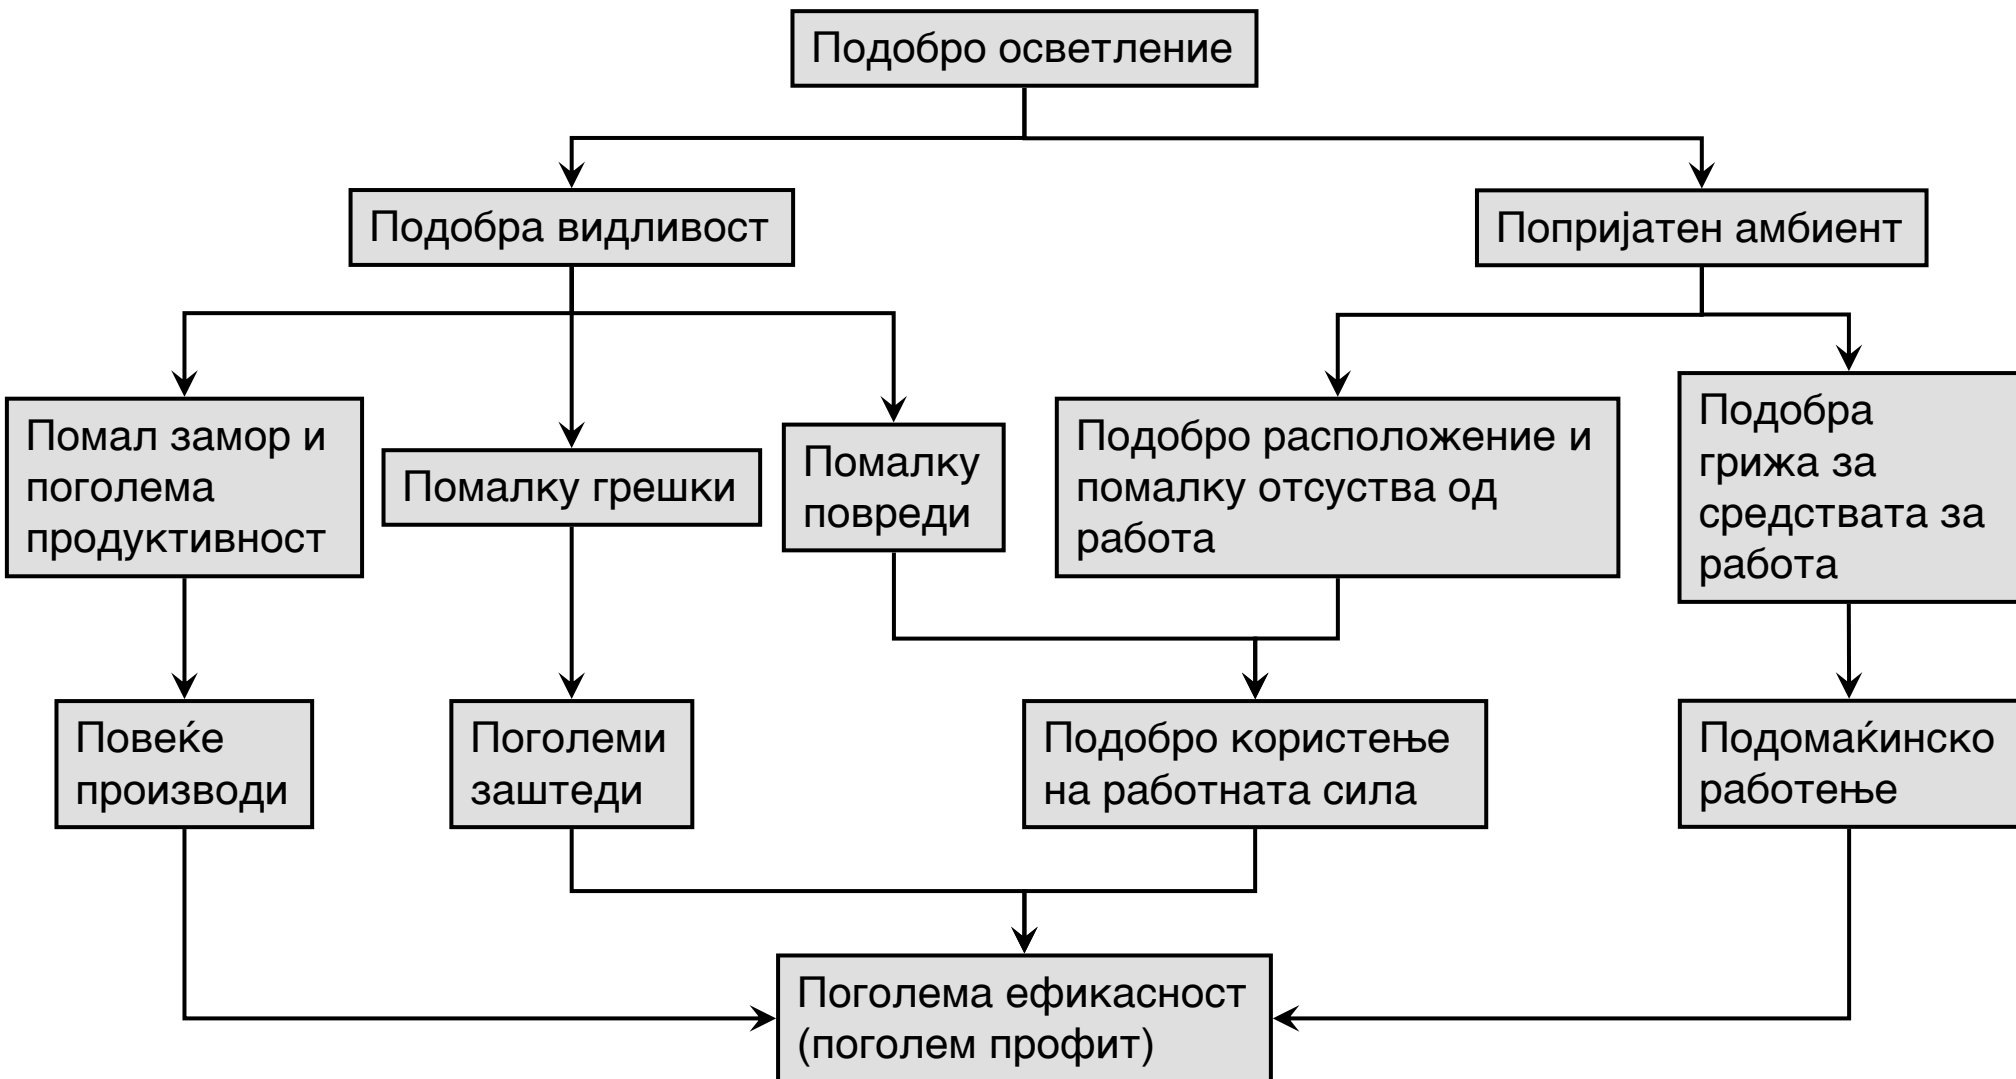 Подобро осветление
Подобра видливост
Попријатен амбиент
Помал замор и
поголема
продуктивност
Помалку грешки
Помалку
повреди
Подобро расположение и
помалку отсуства од
работа
Подобра
грижа за
средствата за
работа
Повеќе
производи
Поголеми
заштеди
Подобро користење
на работната сила
Подомаќинско
работење
Поголема ефикасност
(поголем профит)